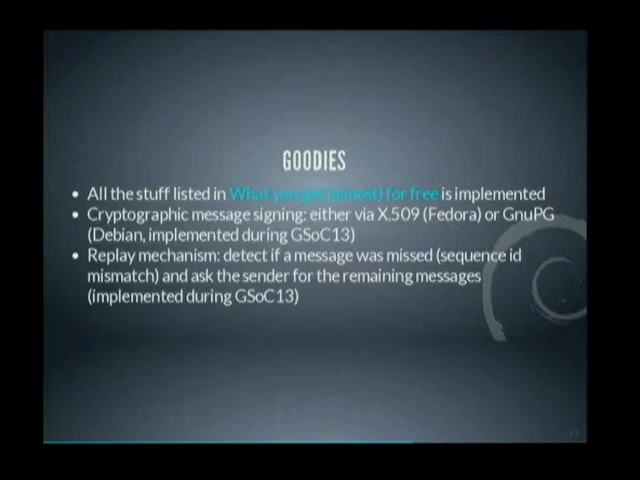 GOODIES
• All the stuff listed in What you get (almost) for free is implemented
• Cryptographic message signing: either via X.509 (Fedora) or GnuPG
(Debian, implemented during GSoC13)
• Replay mechanism: detect if a message was missed (sequence id
mismatch) and ask the sender for the remaining messages
(implemented during GSoC13)